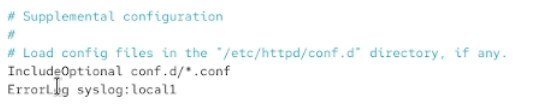 # Supplemental configuration
#
# Load config files in the "/etc/httpd/conf.d" directory, if any.
IncludeOptional conf.d/*.conf
ErrorLog syslog:local1